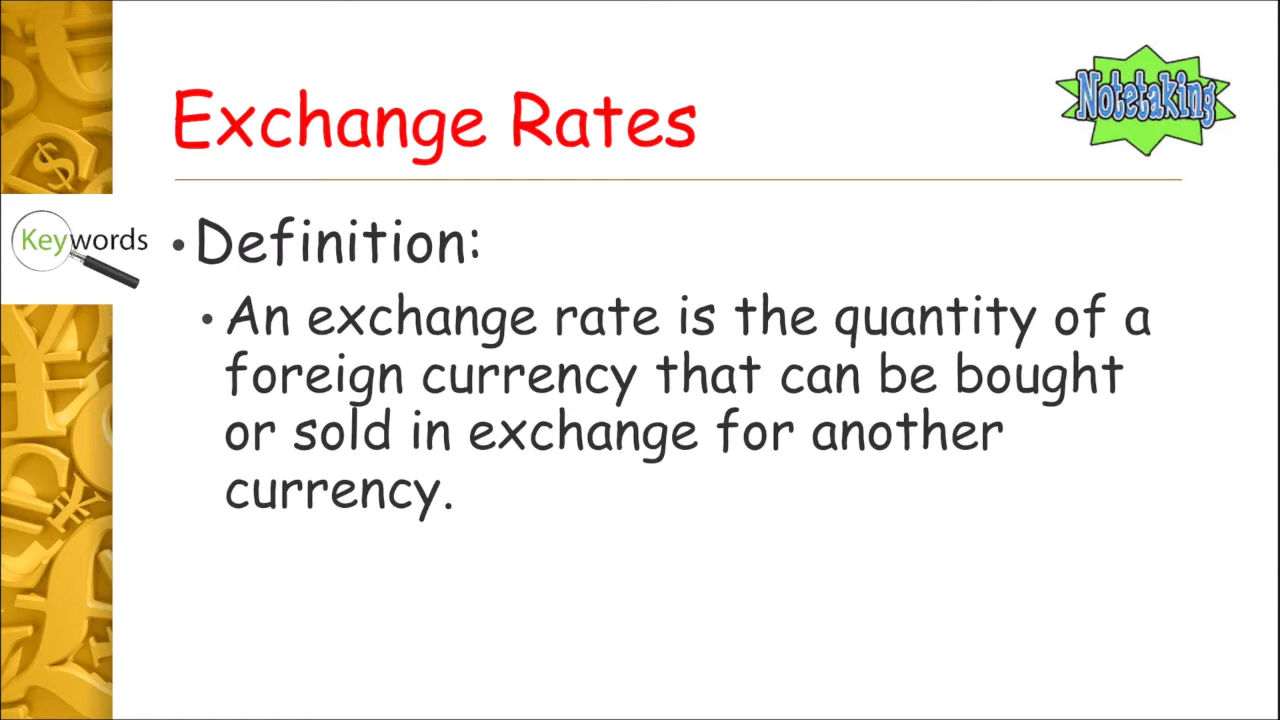 Notetaking
Exchange Rates
Keywords
• Definition:
• An exchange rate is the quantity of a
foreign currency that can be bought
or sold in exchange for another
currency.